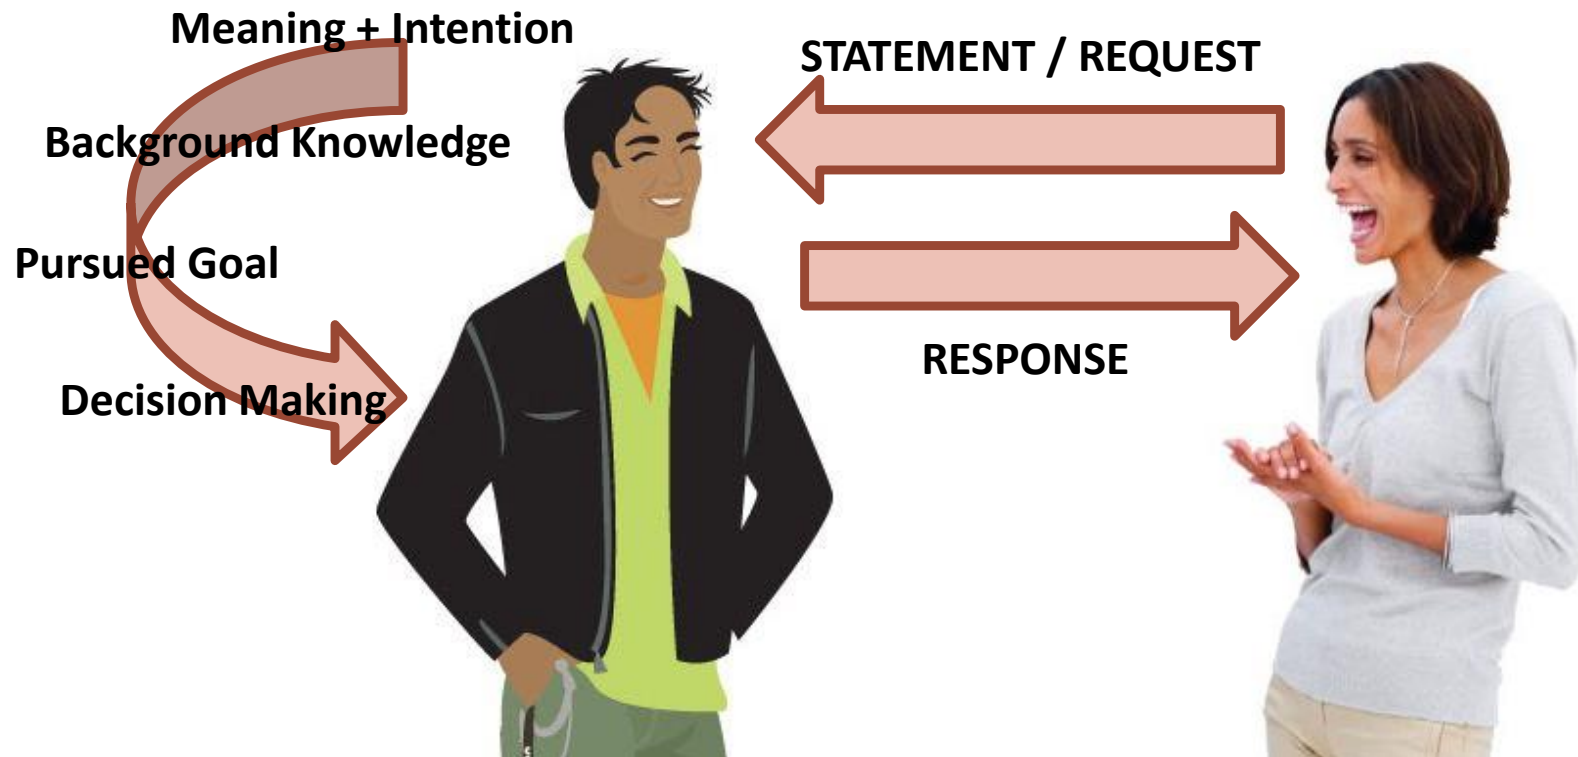 Meaning + Intention
STATEMENT / REQUEST
Background Knowledge
Pursued Goal
RESPONSE
Decision Making